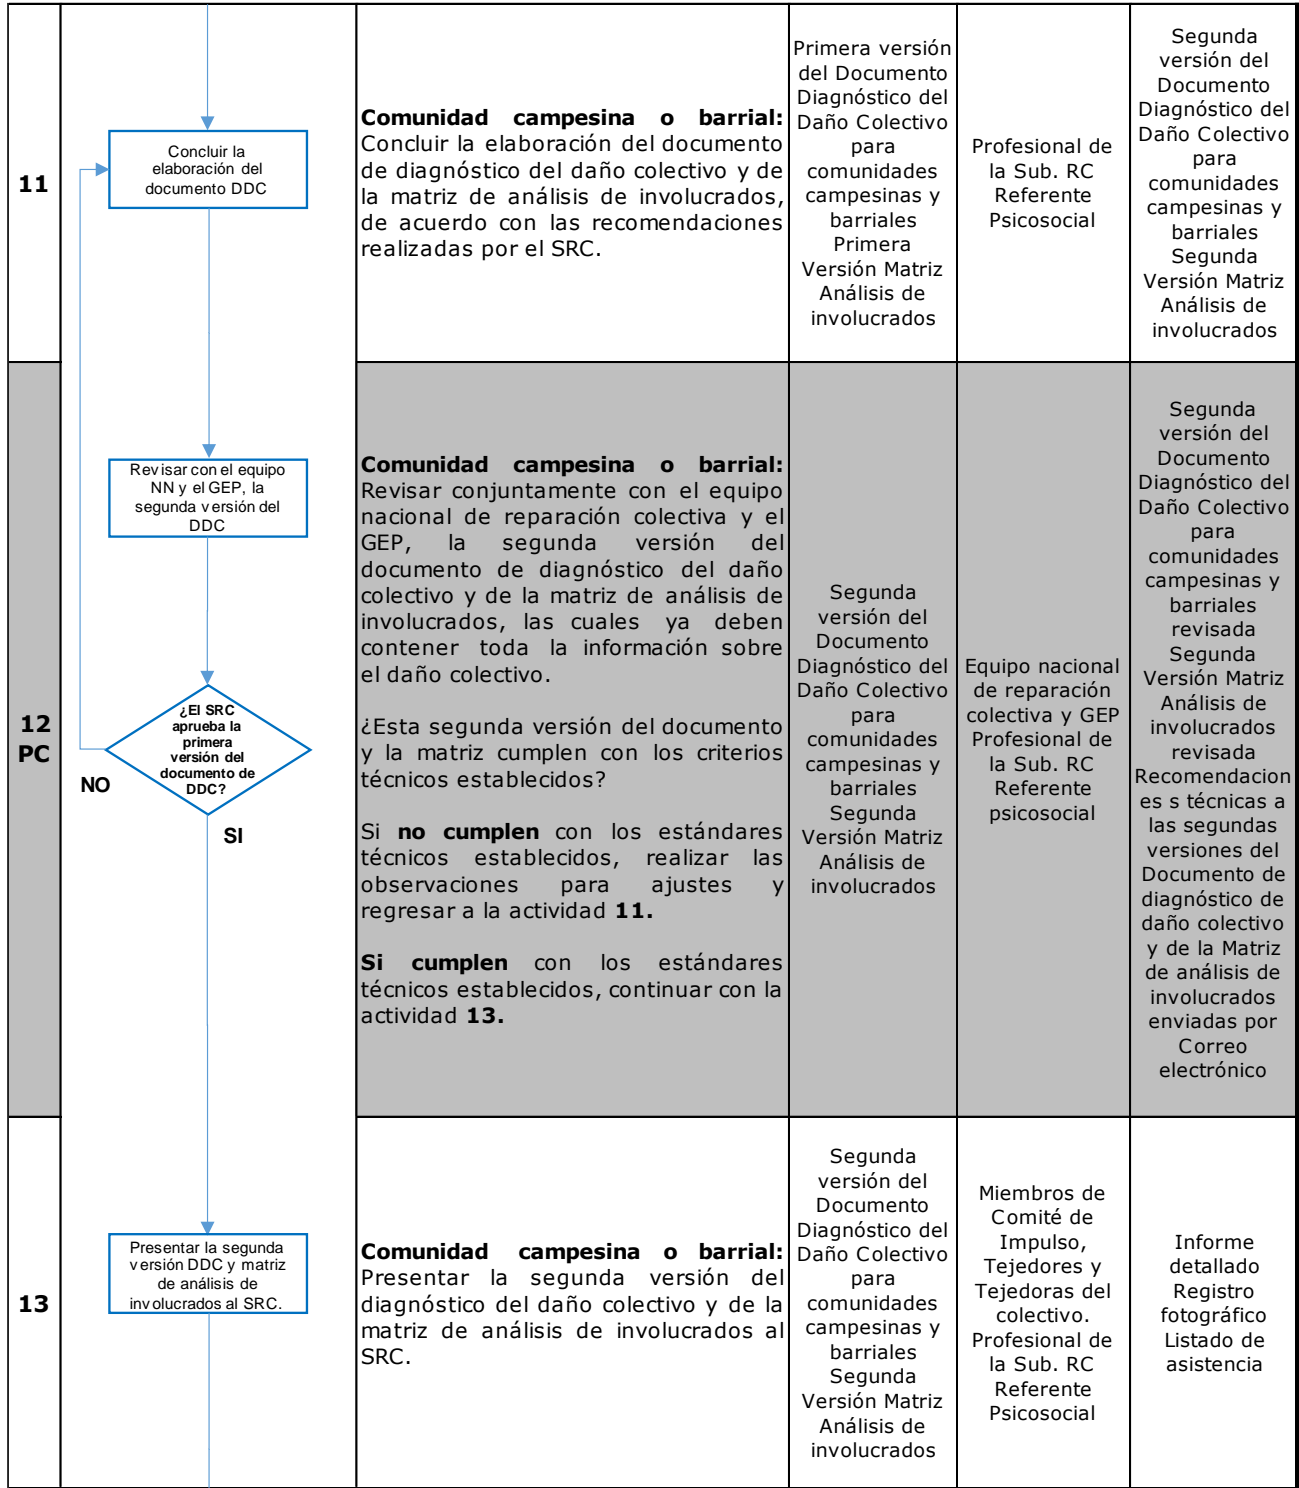 11
Concluir la
elaboración del
documento DDC
Comunidad campesina o barrial:
Concluir la elaboración del documento
de diagnóstico del daño colectivo y de
la matriz de análisis de involucrados,
de acuerdo con las recomendaciones
realizadas por el SRC.
Primera versión
del Documento
Diagnóstico del
Daño Colectivo
para
comunidades
campesinas y
barriales
Primera
Versión Matriz
Análisis de
involucrados
Profesional de
la Sub. RC
Referente
Psicosocial
Segunda
versión del
Documento
Diagnóstico del
Daño Colectivo
para
comunidades
campesinas y
barriales
Segunda
Versión Matriz
Análisis de
involucrados
12
PC
Revisar con el equipo
NN y el GEP, la
segunda versión del
DDC
¿El SRC
aprueba la
primera
versión del
documento de
DDC?
NO
SI
Comunidad campesina o barrial:
Revisar conjuntamente con el equipo
nacional de reparación colectiva y el
GEP, la segunda versión del
documento de diagnóstico del daño
colectivo y de la matriz de análisis de
involucrados, las cuales ya deben
contener toda la información sobre
el daño colectivo.
¿Esta segunda versión del documento
y la matriz cumplen con los criterios
técnicos establecidos?
Si no cumplen con los estándares
técnicos establecidos, realizar las
observaciones para ajustes y
regresar a la actividad 11.
Si cumplen con los estándares
técnicos establecidos, continuar con la
actividad 13.
Segunda
versión del
Documento
Diagnóstico del
Daño Colectivo
para
comunidades
campesinas y
barriales
Segunda
Versión Matriz
Análisis de
involucrados
Equipo nacional
de reparación
colectiva y GEP
Profesional de
la Sub. RC
Referente
psicosocial
Segunda
versión del
Documento
Diagnóstico del
Daño Colectivo
para
comunidades
campesinas y
barriales
revisada
Segunda
Versión Matriz
Análisis de
involucrados
revisada
Recomendacion
es s técnicas a
las segundas
versiones del
Documento de
diagnóstico de
daño colectivo
y de la Matriz
de análisis de
involucrados
enviadas por
Correo
electrónico
13
Presentar la segunda
versión DDC y matriz
de análisis de
involucrados al SRC.
Comunidad campesina o barrial:
Presentar la segunda versión del
diagnóstico del daño colectivo y de la
matriz de análisis de involucrados al
SRC.
Segunda
versión del
Documento
Diagnóstico del
Daño Colectivo
para
comunidades
campesinas y
barriales
Segunda
Versión Matriz
Análisis de
involucrados
Miembros de
Comité de
Impulso,
Tejedores y
Tejedoras del
colectivo.
Profesional de
la Sub. RC
Referente
Psicosocial
Informe
detallado
Registro
fotográfico
Listado de
asistencia